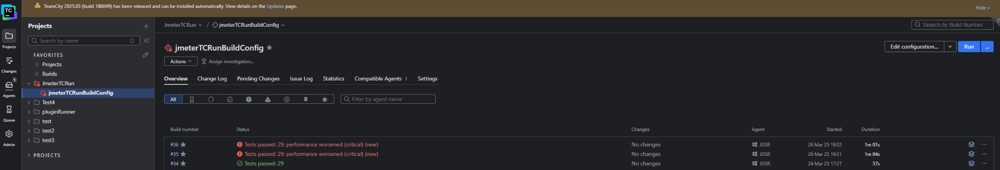 TeamCity 2025.03 (build 186049) has been released and can be installed automatically. View details on the Updates page.
Hide
TC
Projects
Changes
1
Agents
Queue
Admin
Projects
Search by name
FAVORITES
Projects
Builds
JmeterTCRun
jmeterTCRunBuildConfig
Test4
pluginRunner
test
test2
test3
PROJECTS
JmeterTCRun / jmeterTCRunBuildConfig
Search by Build Number
jmeterTCRunBuildConfig
Edit configuration... Run ...
Actions Assign investigation...
Overview Change Log Pending Changes Issue Log Statistics Compatible Agents 1 Settings
All Filter by agent name
Build number Status Changes Agent Started Duration
#36 Tests passed: 29; performance worsened (critical) (new) No changes JDSR 26 Mar 25 19:32 1m 01s
#35 Tests passed: 29; performance worsened (critical) (new) No changes JDSR 26 Mar 25 19:31 1m 04s
#34 Tests passed: 29 No changes JDSR 24 Mar 25 17:27 57s